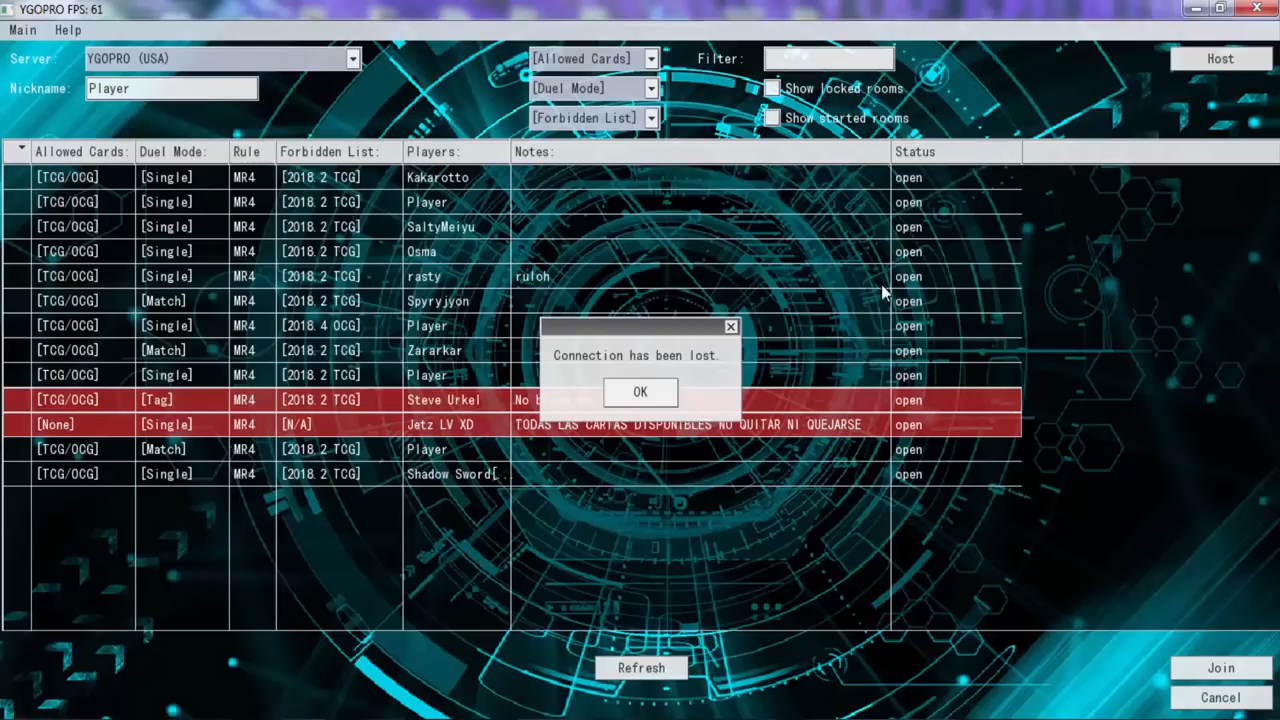 YGOPRO FPS: 61
Main Help
Server: YGOPRO (USA) [Allowed Cards] Filter: Host
Nickname: Player [Duel Mode] Show locked rooms
[Forbidden List] Show started rooms
Allowed Cards: Duel Mode: Rule Forbidden List: Players: Notes: Status
[TCG/OCG] [Single] MR4 [2018.2 TCG] Kakarotto open
[TCG/OCG] [Single] MR4 [2018.2 TCG] Player open
[TCG/OCG] [Single] MR4 [2018.2 TCG] SaltyMeiyu open
[TCG/OCG] [Single] MR4 [2018.2 TCG] Osma open
[TCG/OCG] [Single] MR4 [2018.2 TCG] rasty ruloh open
[TCG/OCG] [Match] MR4 [2018.2 TCG] Spyryjyon open
[TCG/OCG] [Single] MR4 [2018.4 OCG] Player open
[TCG/OCG] [Match] MR4 [2018.2 TCG] Zararkar open
[TCG/OCG] [Single] MR4 [2018.2 TCG] Player open
[TCG/OCG] [Tag] MR4 [2018.2 TCG] Steve Urkel No open
[None] [Single] MR4 [N/A] Jetz LV XD TODAS LAS CARTAS DISPONIBLES NO QUITAR NI QUEJARSE open
[TCG/OCG] [Match] MR4 [2018.2 TCG] Player open
[TCG/OCG] [Single] MR4 [2018.2 TCG] Shadow Sword[... open
Connection has been lost.
OK
Refresh
Join
Cancel